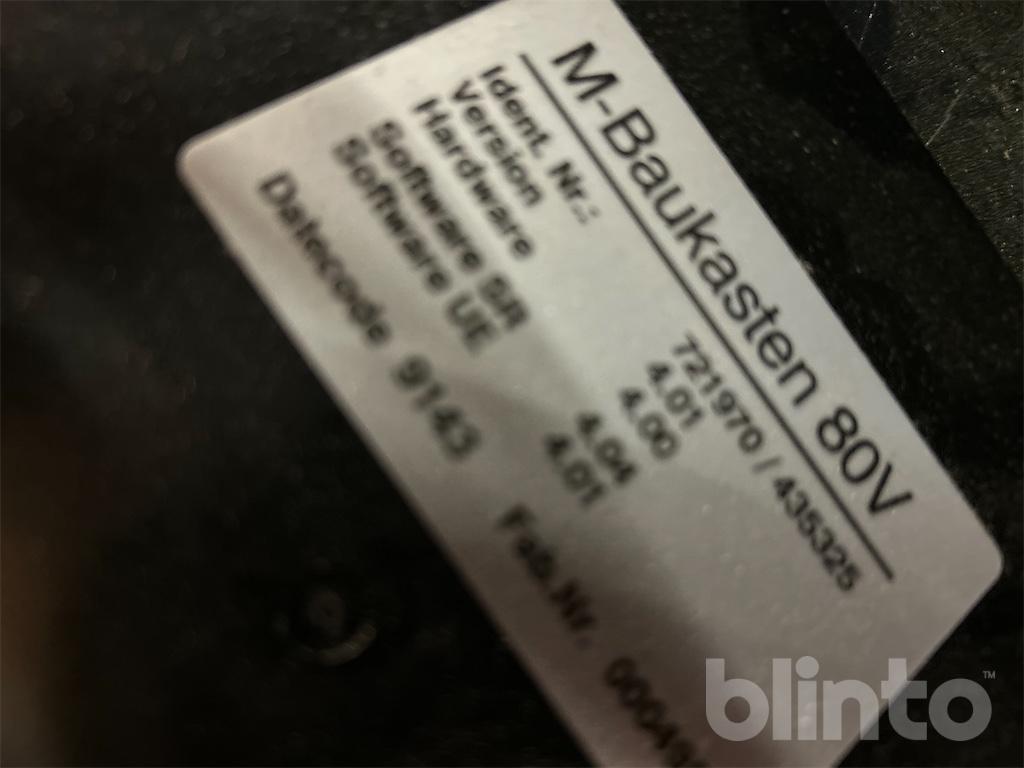 M-Baukasten 80V
Ident. Nr.: 721970 / 435325
Version 4.01
Hardware 4.00
Software SR 4.04
Software UE 4.01
Datecode 9143 Fab.Nr.
blinto™